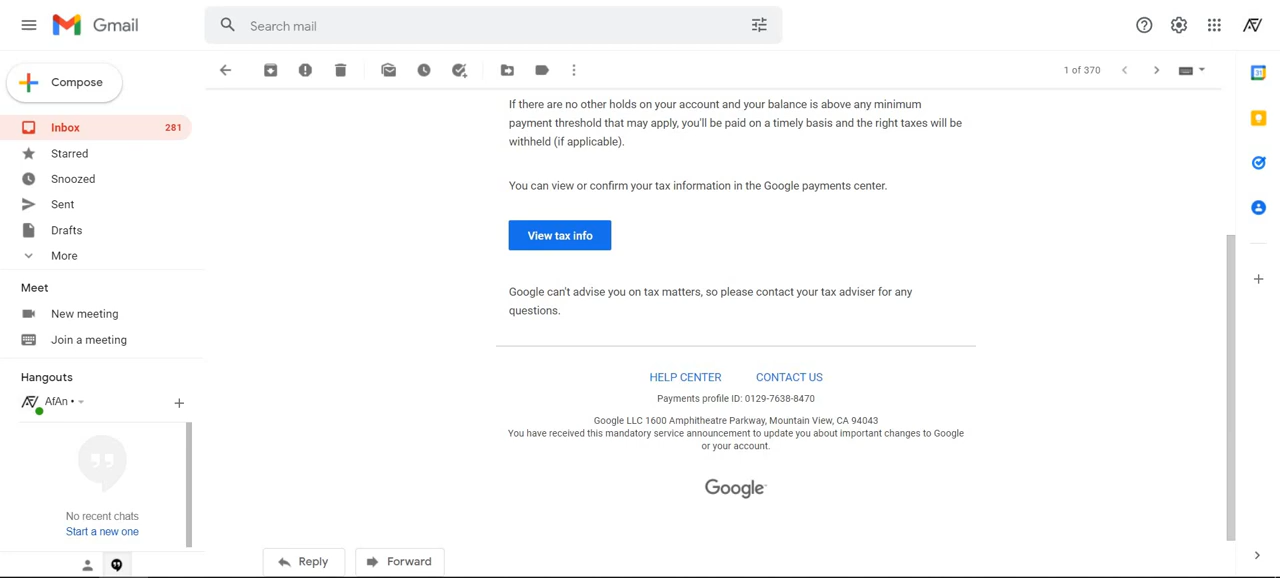 Gmail
Search mail
Compose
1 of 370
Inbox 281
Starred
Snoozed
Sent
Drafts
More
Meet
New meeting
Join a meeting
Hangouts
AfAn •
No recent chats
Start a new one
If there are no other holds on your account and your balance is above any minimum
payment threshold that may apply, you'll be paid on a timely basis and the right taxes will be
withheld (if applicable).
You can view or confirm your tax information in the Google payments center.
View tax info
Google can't advise you on tax matters, so please contact your tax adviser for any
questions.
HELP CENTER CONTACT US
Payments profile ID: 0129-7638-8470
Google LLC 1600 Amphitheatre Parkway, Mountain View, CA 94043
You have received this mandatory service announcement to update you about important changes to Google
or your account.
Google
Reply Forward
31